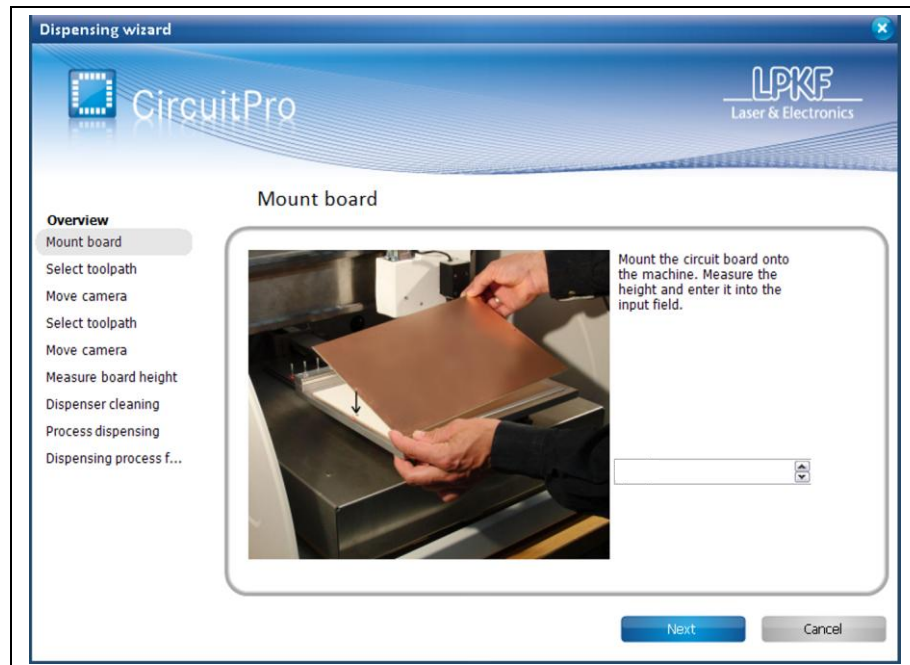 Dispensing wizard
CircuitPro
LPKF
Laser & Electronics
Mount board
Overview
Mount board
Select toolpath
Move camera
Select toolpath
Move camera
Measure board height
Dispenser cleaning
Process dispensing
Dispensing process f...
Mount the circuit board onto
the machine. Measure the
height and enter it into the
input field.
Next
Cancel